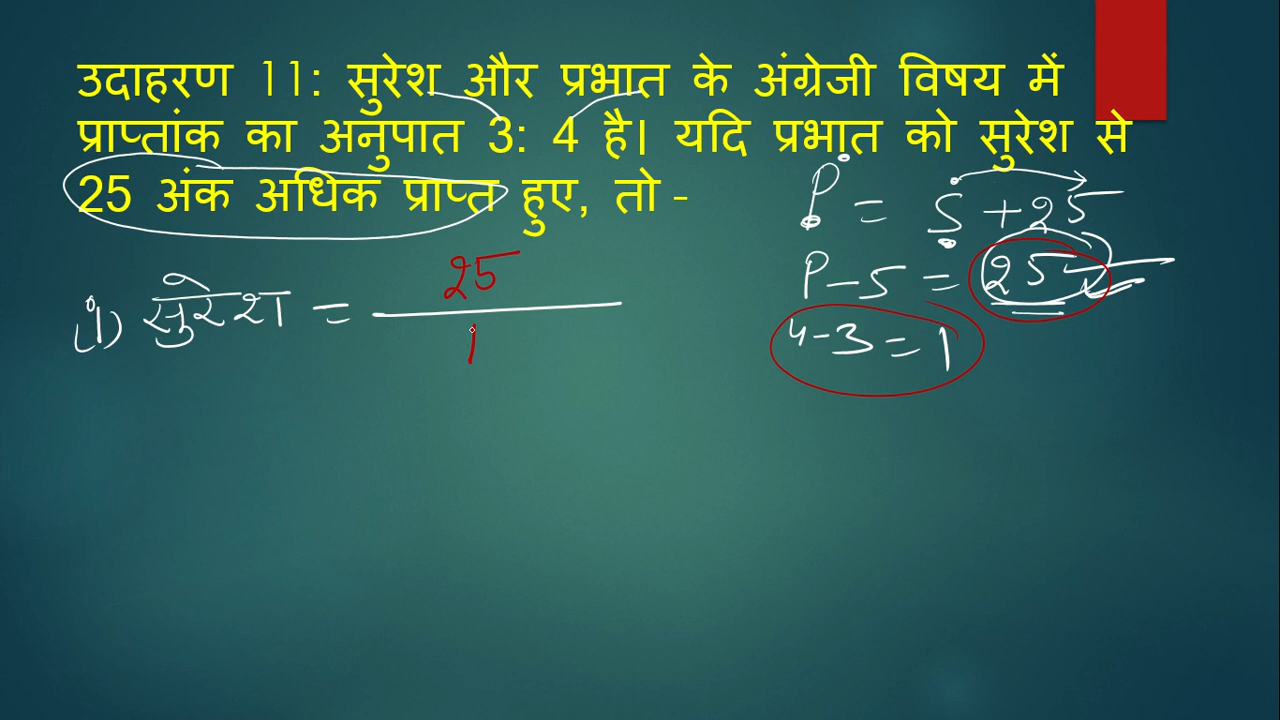 उदाहरण 11: सुरेश और प्रभात के अंग्रेजी विषय में
प्राप्तांक का अनुपात 3: 4 है। यदि प्रभात को सुरेश से
25 अंक अधिक प्राप्त हुए, तो -
P = S + 25
P - S = 25
4 - 3 = 1
(i) सुरेश = 25
1